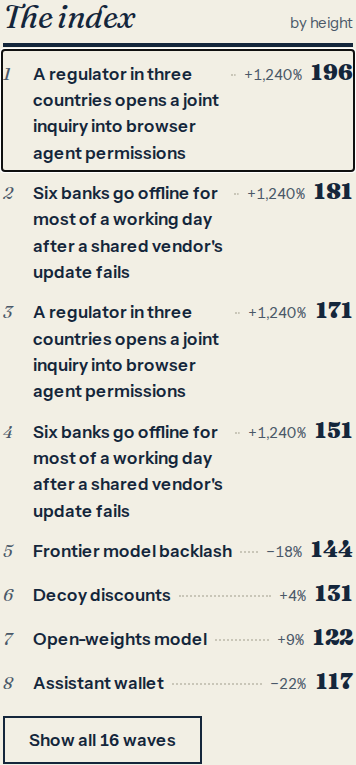 The index
by height
1 A regulator in three +1,240% 196
countries opens a joint
inquiry into browser
agent permissions
2 Six banks go offline for +1,240% 181
most of a working day
after a shared vendor's
update fails
3 A regulator in three +1,240% 171
countries opens a joint
inquiry into browser
agent permissions
4 Six banks go offline for +1,240% 151
most of a working day
after a shared vendor's
update fails
5 Frontier model backlash −18% 144
6 Decoy discounts +4% 131
7 Open-weights model +9% 122
8 Assistant wallet −22% 117
Show all 16 waves